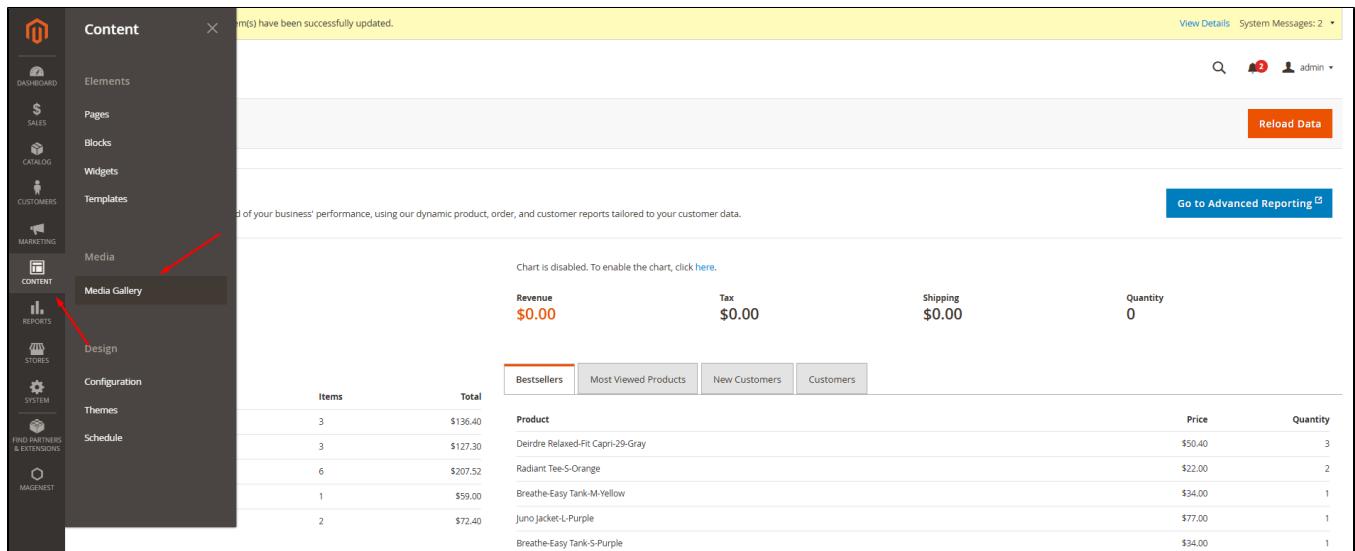 Content
em(s) have been successfully updated.
View Details System Messages: 2
DASHBOARD
SALES
CATALOG
CUSTOMERS
MARKETING
CONTENT
REPORTS
STORES
SYSTEM
FIND PARTNERS
& EXTENSIONS
MAGENEST
Elements
Pages
Blocks
Widgets
Templates
Media
Media Gallery
Design
Configuration
Themes
Schedule
2 admin
Reload Data
d of your business' performance, using our dynamic product, order, and customer reports tailored to your customer data.
Go to Advanced Reporting
Chart is disabled. To enable the chart, click here.
Revenue Tax Shipping Quantity
$0.00 $0.00 $0.00 0
Items Total
3 $136.40
3 $127.30
6 $207.52
1 $59.00
2 $72.40
Bestsellers Most Viewed Products New Customers Customers
Product Price Quantity
Deirdre Relaxed-Fit Capri-29-Gray $50.40 3
Radiant Tee-S-Orange $22.00 2
Breathe-Easy Tank-M-Yellow $34.00 1
Juno Jacket-L-Purple $77.00 1
Breathe-Easy Tank-S-Purple $34.00 1